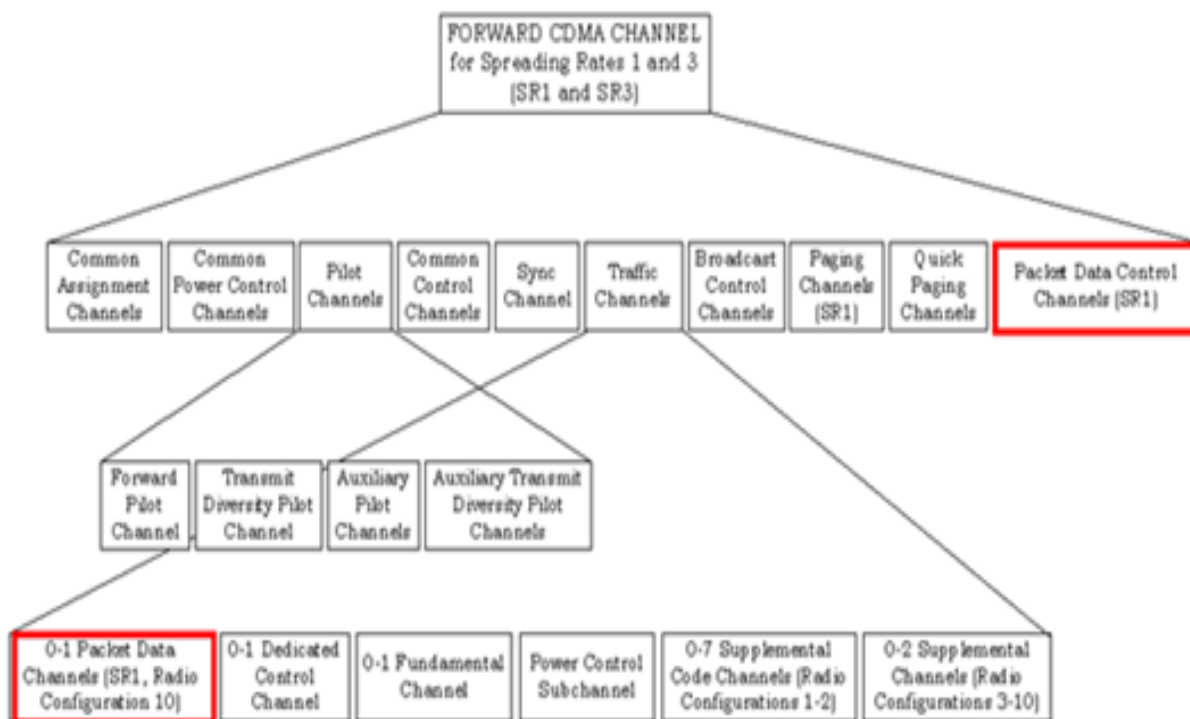 FORWARD CDMA CHANNEL
for Spreading Rates 1 and 3
(SR1 and SR3)
Common
Assignment
Channels
Common
Power Control
Channels
Pilot
Channels
Common
Control
Channels
Sync
Channel
Traffic
Channels
Broadcast
Control
Channels
Paging
Channels
(SR1)
Quick
Paging
Channels
Packet Data Control
Channels (SR1)
Forward
Pilot
Channel
Transmit
Diversity Pilot
Channel
Auxiliary
Pilot
Channels
Auxiliary Transmit
Diversity Pilot
Channels
0-1 Packet Data
Channels (SR1, Radio
Configuration 10)
0-1 Dedicated
Control
Channel
0-1 Fundamental
Channel
Power Control
Subchannel
0-7 Supplemental
Code Channels (Radio
Configurations 1-2)
0-2 Supplemental
Channels (Radio
Configurations 3-10)